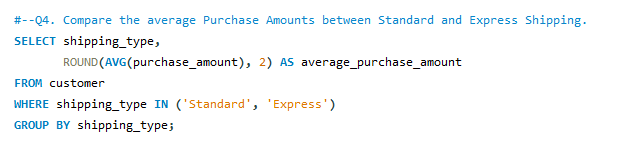 #--Q4. Compare the average Purchase Amounts between Standard and Express Shipping.
SELECT shipping_type,
       ROUND(AVG(purchase_amount), 2) AS average_purchase_amount
FROM customer
WHERE shipping_type IN ('Standard', 'Express')
GROUP BY shipping_type;